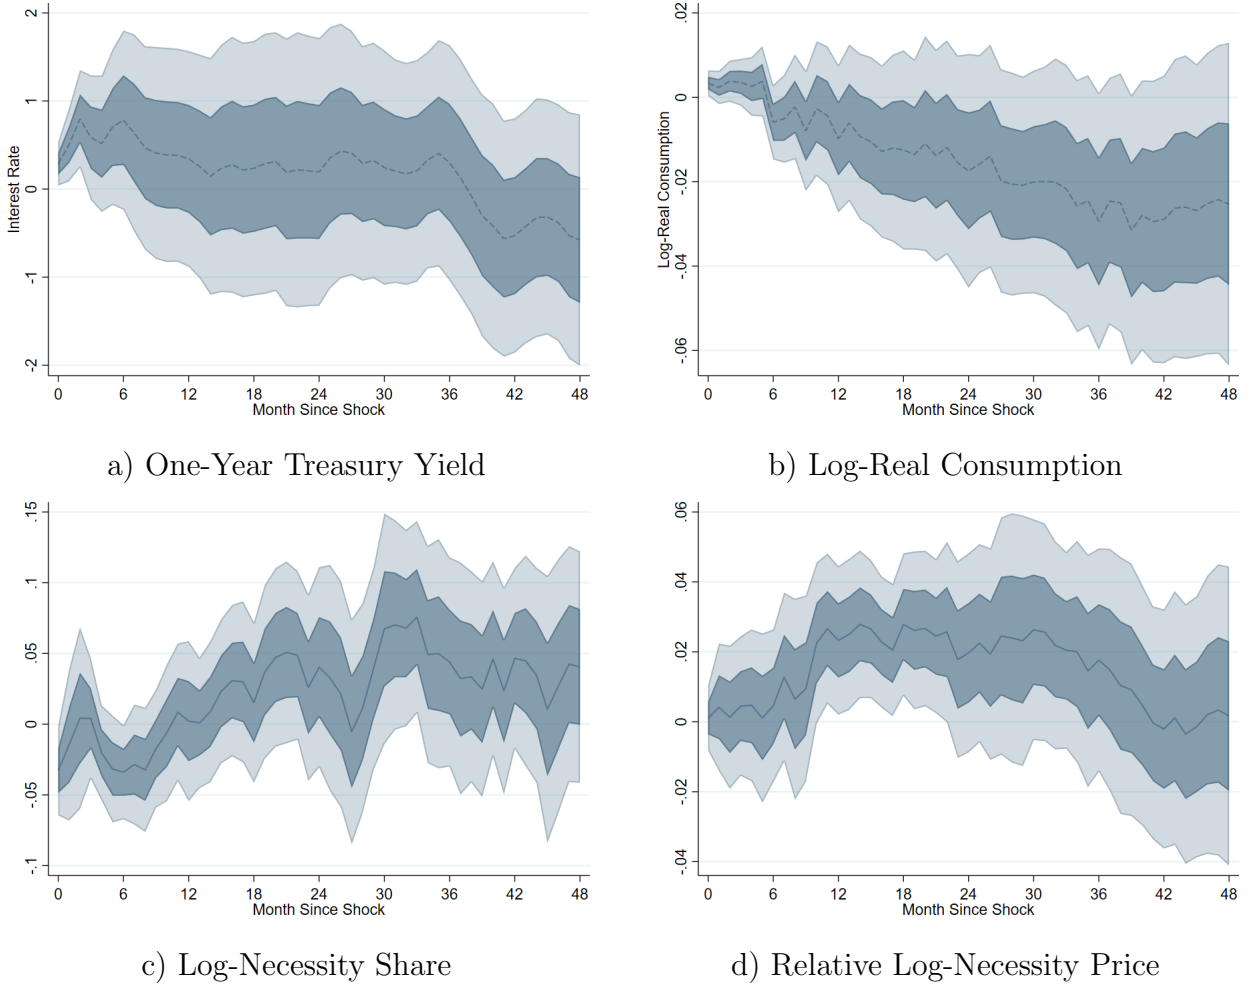 2
1
0
-1
-2
Interest Rate
0 6 12 18 24 30 36 42 48
Month Since Shock
a) One-Year Treasury Yield
.02
0
-.02
-.04
-.06
Log-Real Consumption
0 6 12 18 24 30 36 42 48
Month Since Shock
b) Log-Real Consumption
.15
.1
.05
0
-.05
-.1
0 6 12 18 24 30 36 42 48
Month Since Shock
c) Log-Necessity Share
.06
.04
.02
0
-.02
-.04
0 6 12 18 24 30 36 42 48
Month Since Shock
d) Relative Log-Necessity Price